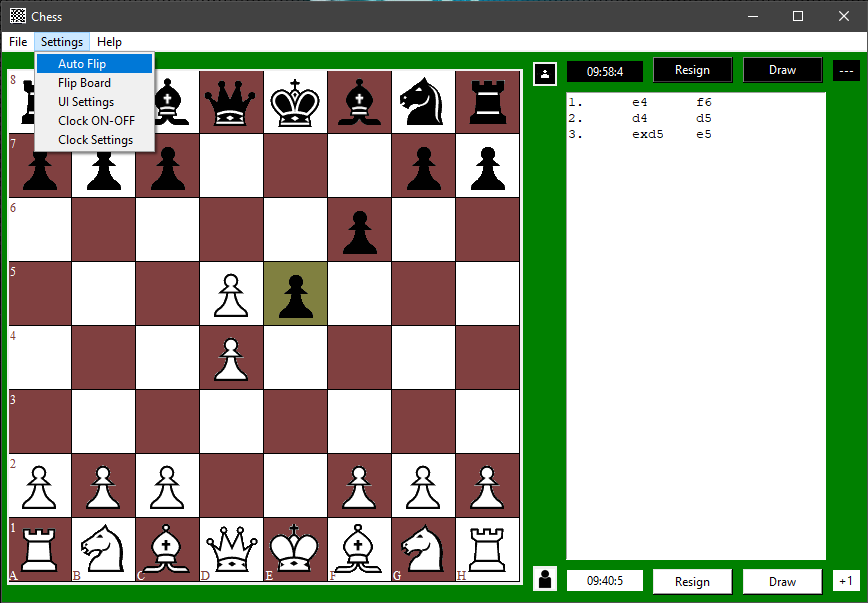 Chess
File Settings Help
Auto Flip
Flip Board
UI Settings
Clock ON-OFF
Clock Settings
09:58:4 Resign Draw ---
1. e4 f6
2. d4 d5
3. exd5 e5
8
7
6
5
4
3
2
1
A B C D E F G H
09:40:5 Resign Draw +1